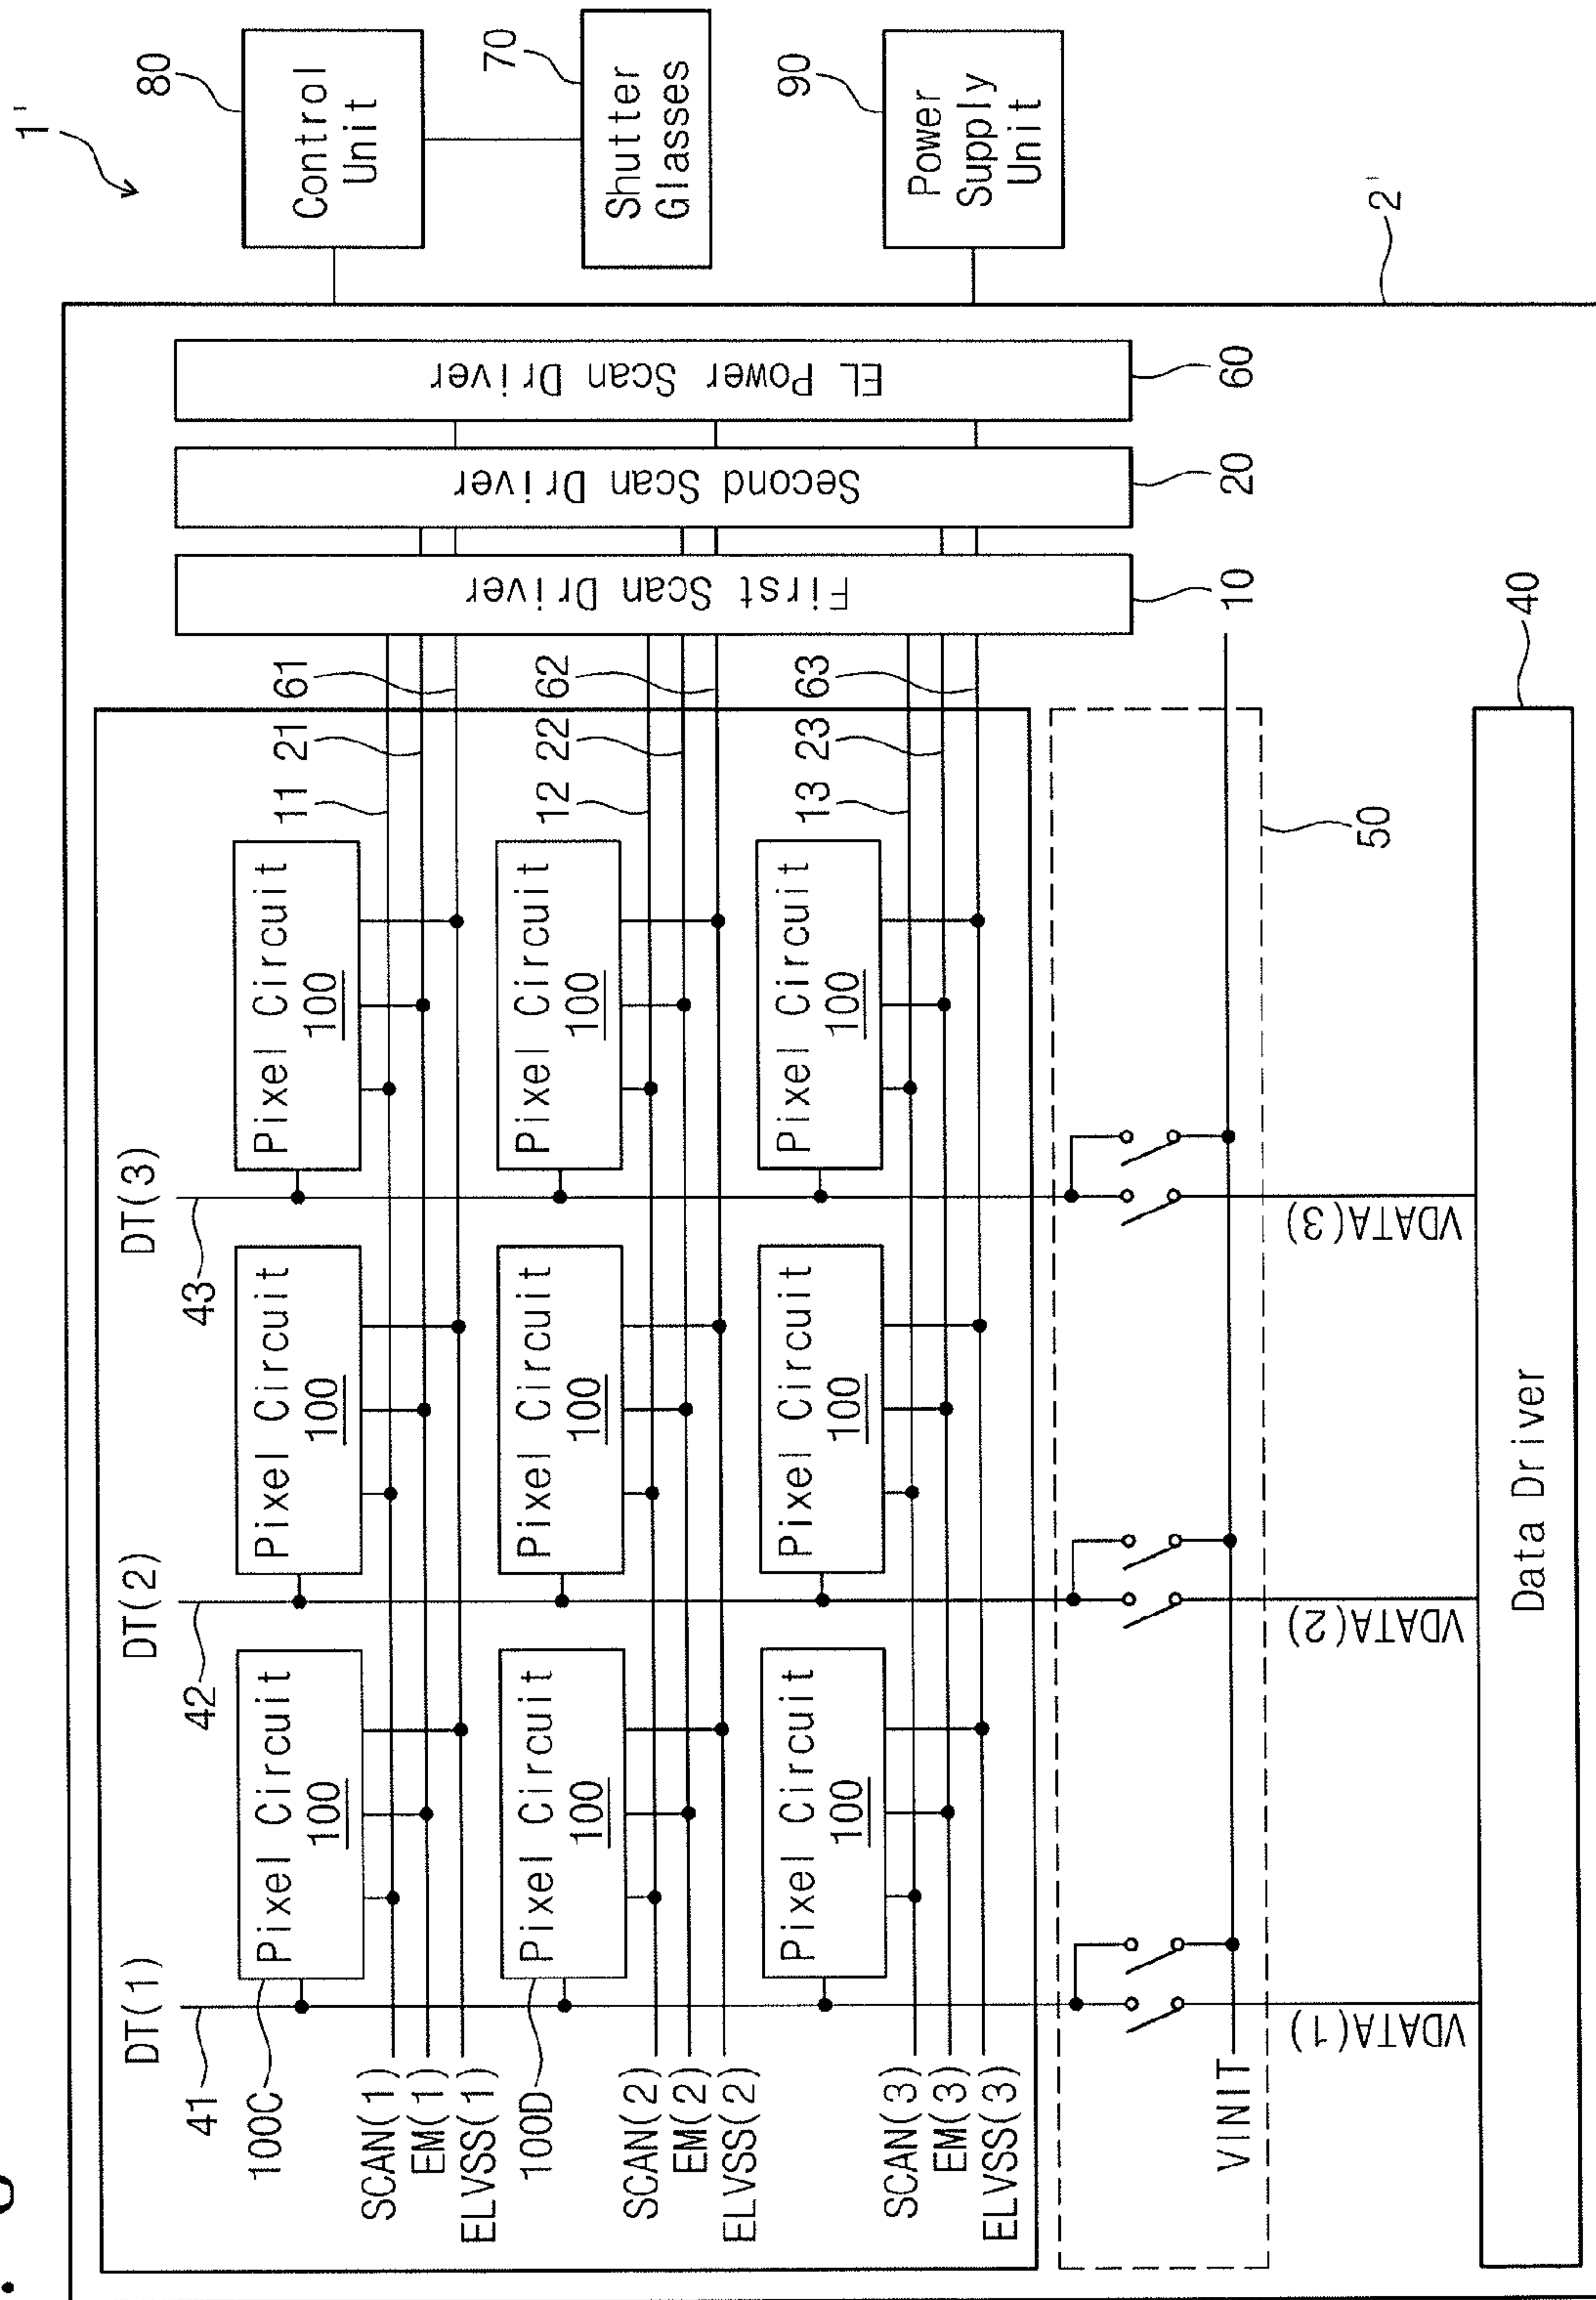 1'
80
Control
Unit
70
Shutter
Glasses
90
Power
Supply
Unit
2'
DT(1)
DT(2)
DT(3)
41
42
43
100C
Pixel Circuit
100
Pixel Circuit
100
Pixel Circuit
100
SCAN(1)
EM(1)
ELVSS(1)
11
21
61
100D
Pixel Circuit
100
Pixel Circuit
100
Pixel Circuit
100
SCAN(2)
EM(2)
ELVSS(2)
12
22
62
Pixel Circuit
100
Pixel Circuit
100
Pixel Circuit
100
SCAN(3)
EM(3)
ELVSS(3)
13
23
63
First Scan Driver
10
Second Scan Driver
20
EL Power Scan Driver
60
VINIT
50
VDATA(1)
VDATA(2)
VDATA(3)
Data Driver
40